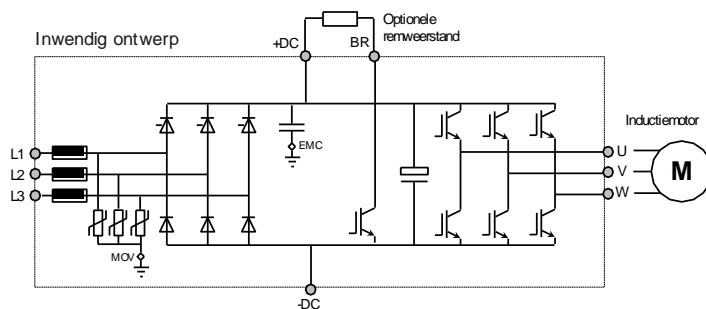 Optionele
remweerstand
Inwendig ontwerp
+DC
BR
EMC
Inductiemotor
L1
L2
L3
U
V
W
M
MOV
-DC